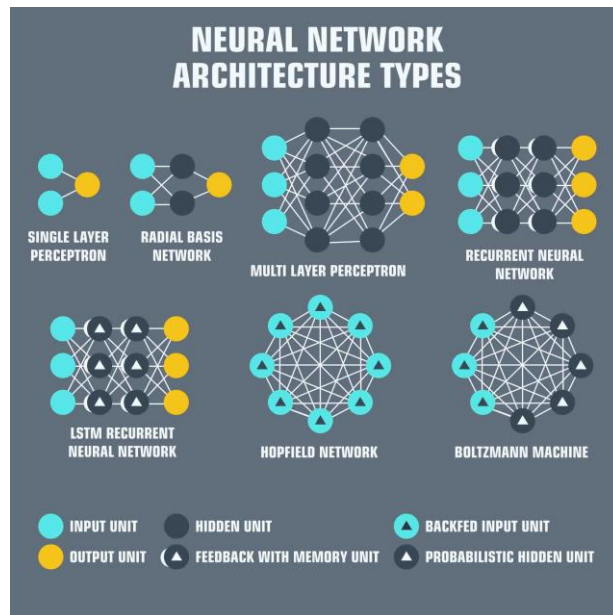 NEURAL NETWORK
ARCHITECTURE TYPES
SINGLE LAYER
PERCEPTRON
RADIAL BASIS
NETWORK
MULTI LAYER PERCEPTRON
RECURRENT NEURAL
NETWORK
LSTM RECURRENT
NEURAL NETWORK
HOPFIELD NETWORK
BOLTZMANN MACHINE
INPUT UNIT
HIDDEN UNIT
BACKFED INPUT UNIT
OUTPUT UNIT
FEEDBACK WITH MEMORY UNIT
PROBABILISTIC HIDDEN UNIT